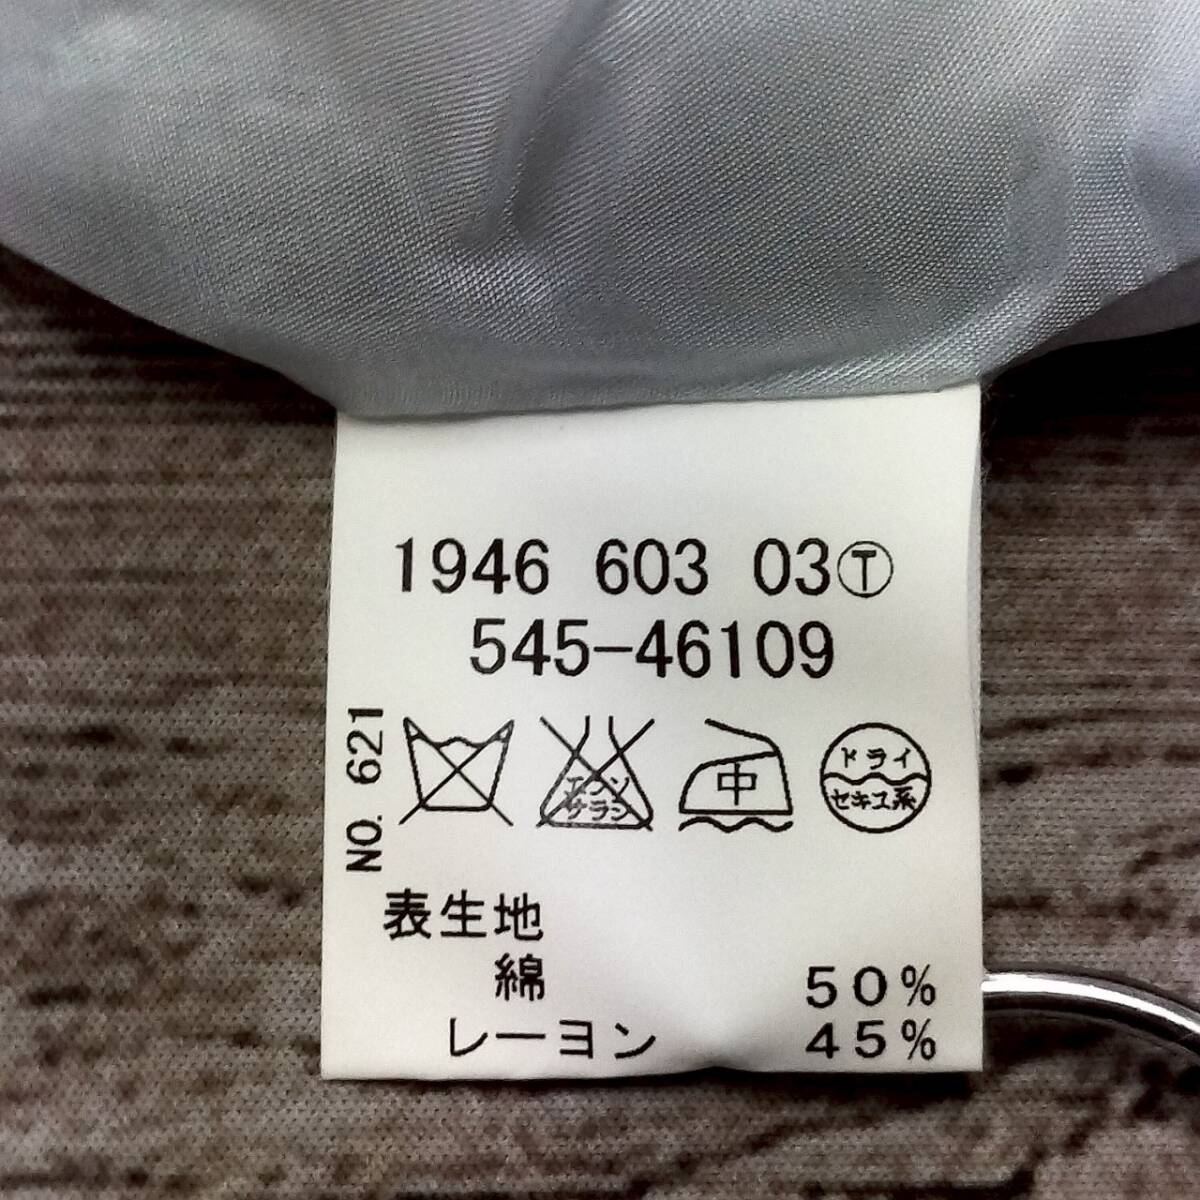 1946 603 03Ⓣ
545-46109
NO. 621
エンソ
サラシ
中
ドライ
セキユ系
表生地
綿 50%
レーヨン 45%